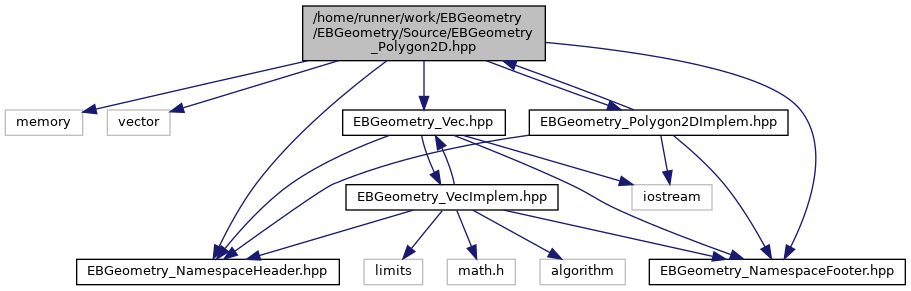 /home/runner/work/EBGeometry
/EBGeometry/Source/EBGeometry
_Polygon2D.hpp
memory
vector
EBGeometry_Vec.hpp
EBGeometry_Polygon2DImplem.hpp
EBGeometry_VecImplem.hpp
iostream
EBGeometry_NamespaceHeader.hpp
limits
math.h
algorithm
EBGeometry_NamespaceFooter.hpp